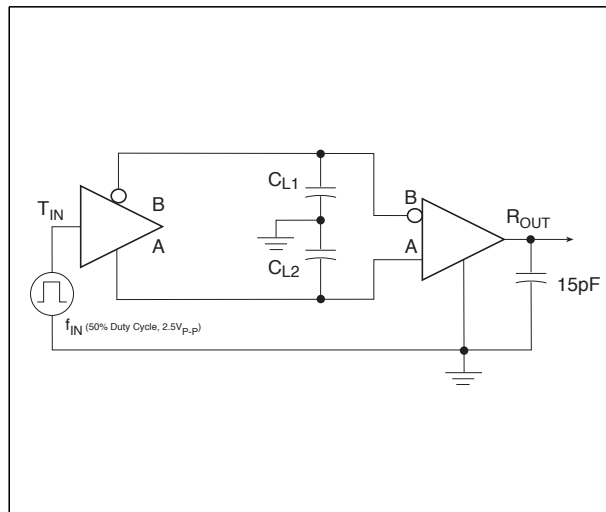 C_L1
B
B
T_IN
R_OUT
A
A
C_L2
15pF
f_IN (50% Duty Cycle, 2.5V_P-P)